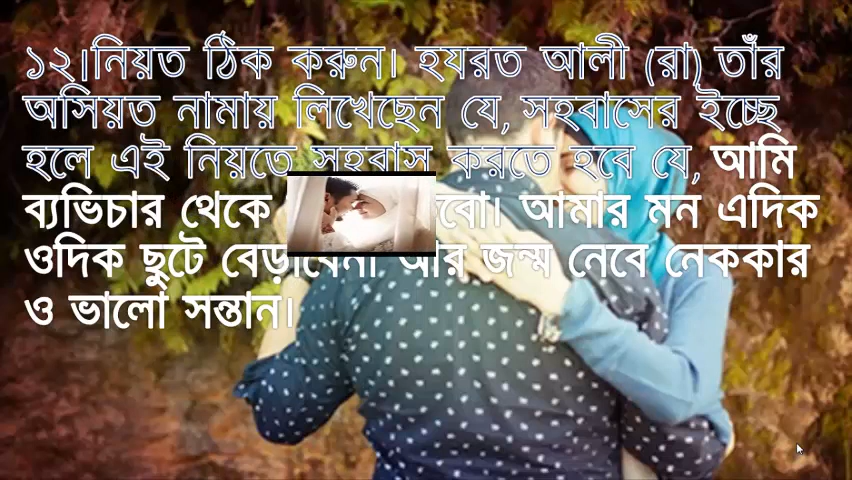 ১২।নিয়ত ঠিক করুন। হযরত আলী (রা) তাঁর
অসিয়ত নামায় লিখেছেন যে, সহবাসের ইচ্ছে
হলে এই নিয়তে সহবাস করতে হবে যে, আমি
ব্যভিচার থেকে বো। আমার মন এদিক
ওদিক ছুটে বেড়াবেনা আর জন্ম নেবে নেককার
ও ভালো সন্তান।